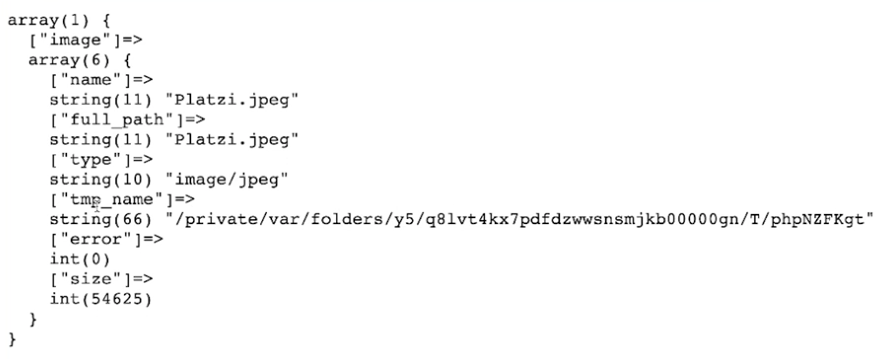 array(1) {
["image"]=>
array(6) {
["name"]=>
string(11) "Platzi.jpeg"
["full_path"]=>
string(11) "Platzi.jpeg"
["type"]=>
string(10) "image/jpeg"
["tmp_name"]=>
string(66) "/private/var/folders/y5/q8lvt4kx7pdfdzwwsnsmjkb00000gn/T/phpNZFKgt"
["error"]=>
int(0)
["size"]=>
int(54625)
}
}